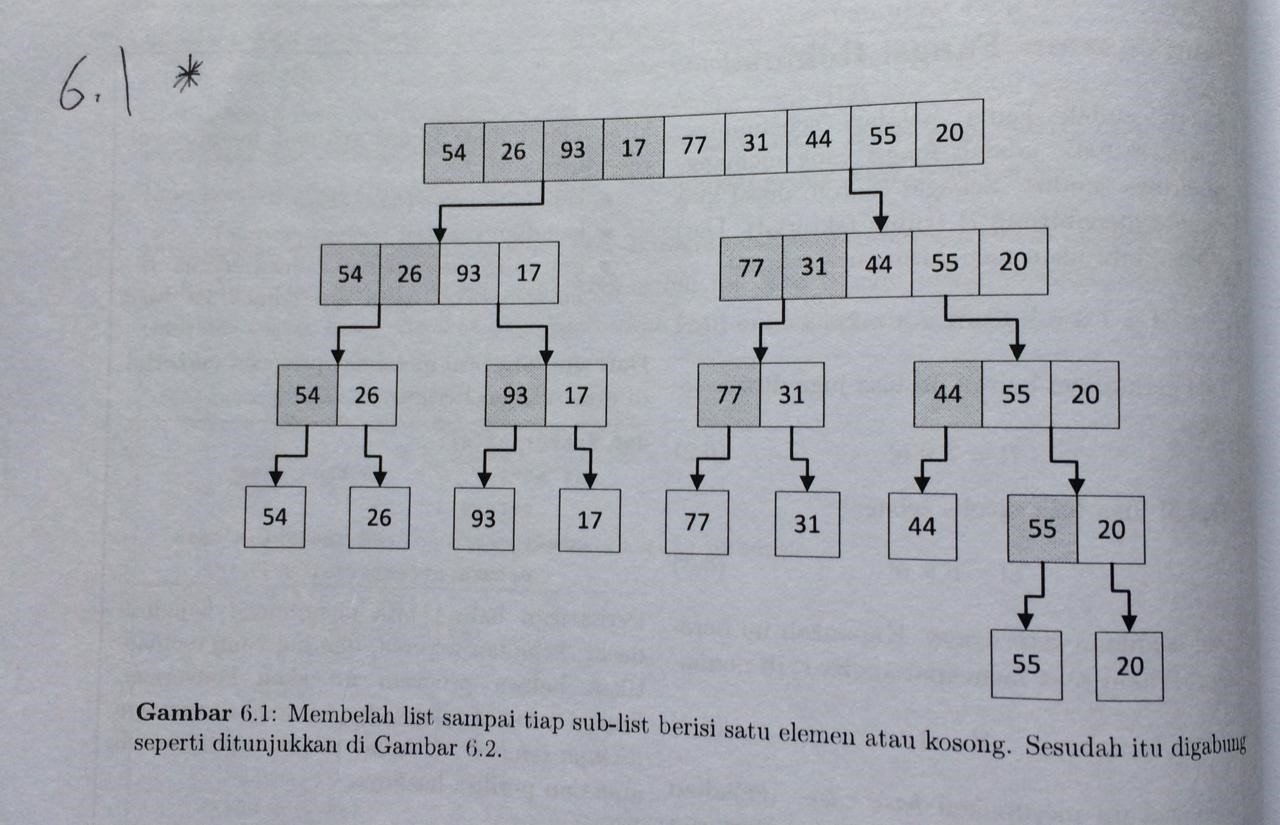 6.1 *
54 26 93 17 77 31 44 55 20
54 26 93 17 77 31 44 55 20
54 26 93 17 77 31 44 55 20
54 26 93 17 77 31 44 55 20
55 20
Gambar 6.1: Membelah list sampai tiap sub-list berisi satu elemen atau kosong. Sesudah itu digabung
seperti ditunjukkan di Gambar 6.2.